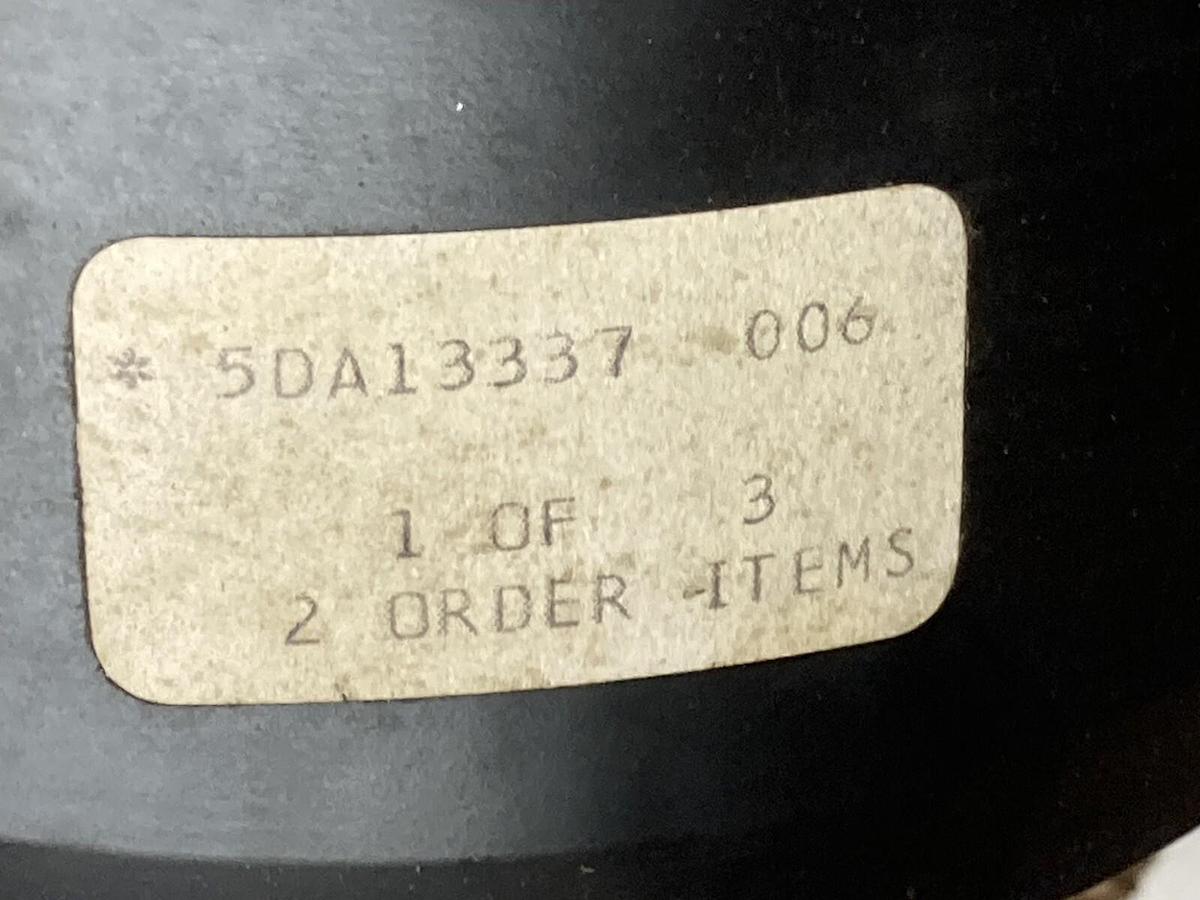 * 5DA13337 006
1 OF 3
2 ORDER ITEMS